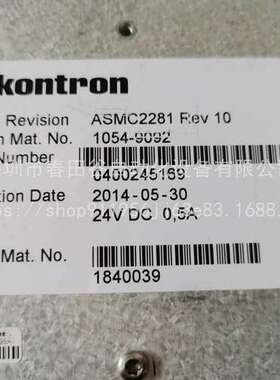 kontron
Revision ASMC2281 Rev 10
Mat. No. 1054-9092
Number
0400245169
tion Date 2014-05-30
24V DC 0,5A
Mat. No.
1840039